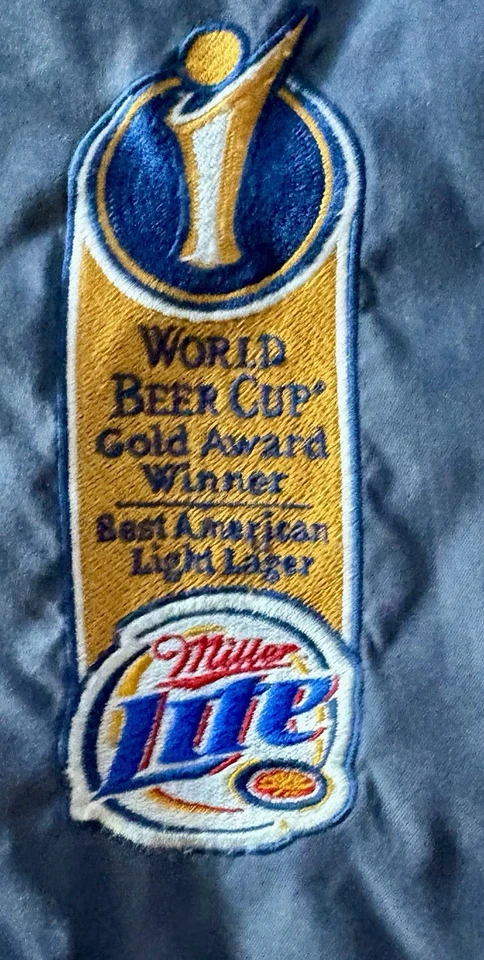 World
Beer Cup®
Gold Award
Winner
Best American
Light Lager
Miller
Lite